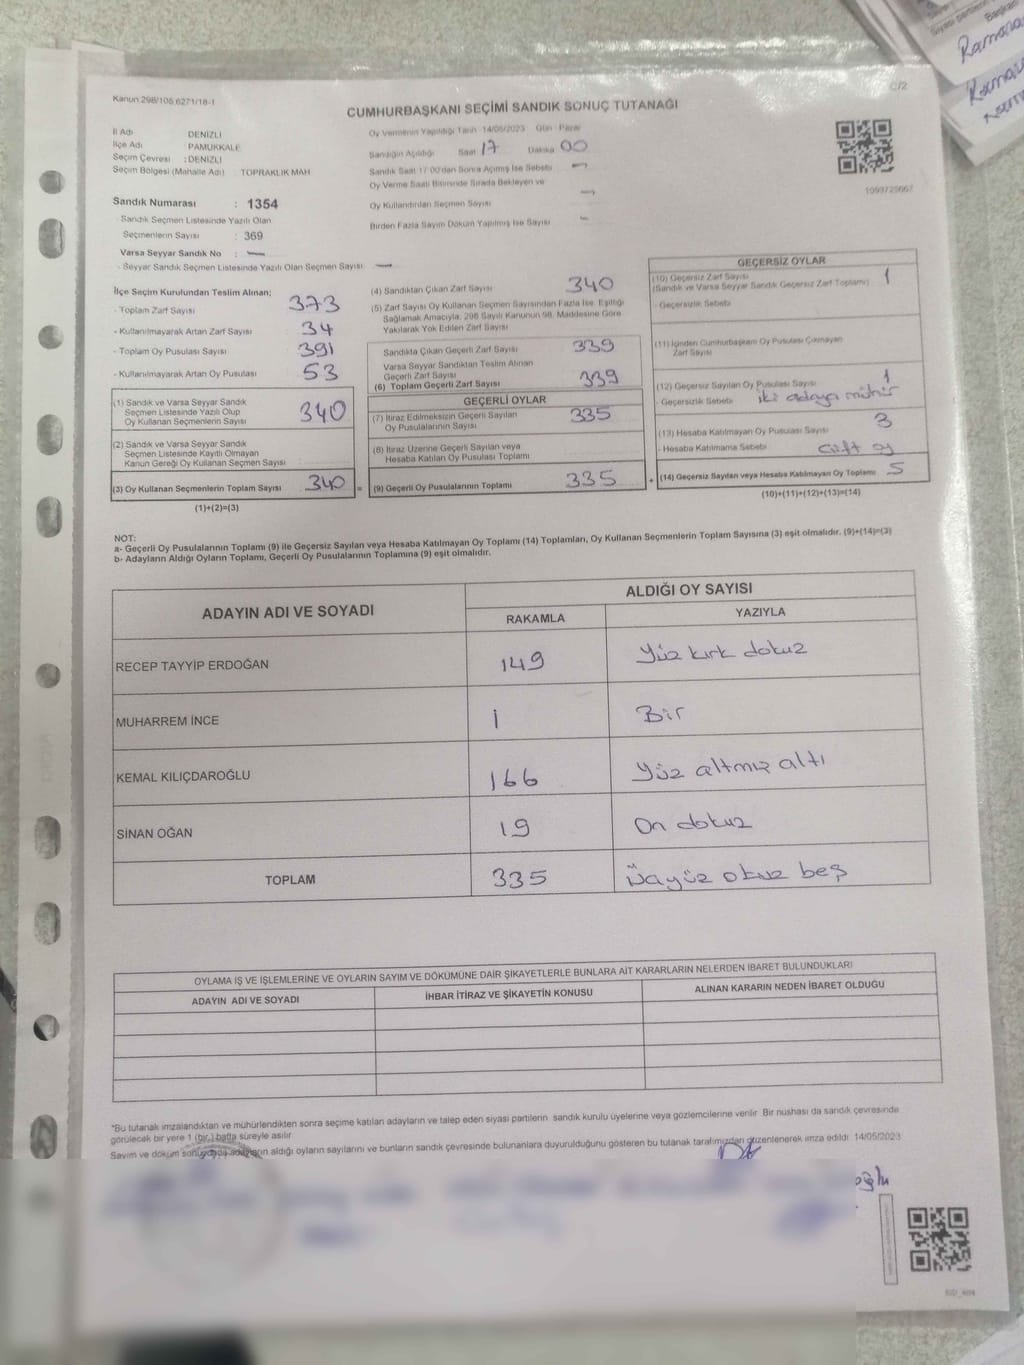 Kanun 298/105 6271/18-1
C/2
CUMHURBAŞKANI SEÇİMİ SANDIK SONUÇ TUTANAĞI
İl Adı DENİZLİ
İlçe Adı : PAMUKKALE
Seçim Çevresi : DENİZLİ
Seçim Bölgesi (Mahalle Adı) TOPRAKLIK MAH
Sandık Numarası : 1354
- Sandık Seçmen Listesinde Yazılı Olan
Seçmenlerin Sayısı : 369
Varsa Seyyar Sandık No : —
- Seyyar Sandık Seçmen Listesinde Yazılı Olan Seçmen Sayısı —
Oy Vermenin Yapıldığı Tarih 14/05/2023 Gün Pazar
Sandığın Açıldığı Saat 17 Dakika 00
Sandık Saat 17 00'dan Sonra Açılmış İse Sebebi —
Oy Verme Saati Bitiminde Sırada Bekleyen ve
Oy Kullandırılan Seçmen Sayısı —
Birden Fazla Sayım Döküm Yapılmış İse Sayısı —
İlçe Seçim Kurulundan Teslim Alınan;
- Toplam Zarf Sayısı 373
- Kullanılmayarak Artan Zarf Sayısı 34
- Toplam Oy Pusulası Sayısı 391
- Kullanılmayarak Artan Oy Pusulası 53
(1) Sandık ve Varsa Seyyar Sandık
Seçmen Listesinde Yazılı Olup
Oy Kullanan Seçmenlerin Sayısı 340
(2) Sandık ve Varsa Seyyar Sandık
Seçmen Listesinde Kayıtlı Olmayan
Kanun Gereği Oy Kullanan Seçmen Sayısı
(3) Oy Kullanan Seçmenlerin Toplam Sayısı 340 =
(1)+(2)=(3)
(4) Sandıktan Çıkan Zarf Sayısı 340
(5) Zarf Sayısı Oy Kullanan Seçmen Sayısından Fazla İse, Eşitliği
Sağlamak Amacıyla, 298 Sayılı Kanunun 98. Maddesine Göre
Yakılarak Yok Edilen Zarf Sayısı
Sandıkta Çıkan Geçerli Zarf Sayısı 339
Varsa Seyyar Sandıktan Teslim Alınan
Geçerli Zarf Sayısı
(6) Toplam Geçerli Zarf Sayısı 339
GEÇERLİ OYLAR
(7) İtiraz Edilmeksizin Geçerli Sayılan
Oy Pusulalarının Sayısı 335
(8) İtiraz Üzerine Geçerli Sayılan veya
Hesaba Katılan Oy Pusulası Toplamı
(9) Geçerli Oy Pusulalarının Toplamı 335 +
GEÇERSİZ OYLAR
(10) Geçersiz Zarf Sayısı 1
(Sandık ve Varsa Seyyar Sandık Geçersiz Zarf Toplamı)
- Geçersizlik Sebebi
(11) İçinden Cumhurbaşkanı Oy Pusulası Çıkmayan
Zarf Sayısı
(12) Geçersiz Sayılan Oy Pusulası Sayısı 1
- Geçersizlik Sebebi iki adaya mühür
(13) Hesaba Katılmayan Oy Pusulası Sayısı 3
- Hesaba Katılmama Sebebi çift oy
(14) Geçersiz Sayılan veya Hesaba Katılmayan Oy Toplamı 5
(10)+(11)+(12)+(13)=(14)
NOT:
a- Geçerli Oy Pusulalarının Toplamı (9) ile Geçersiz Sayılan veya Hesaba Katılmayan Oy Toplamı (14) Toplamları, Oy Kullanan Seçmenlerin Toplam Sayısına (3) eşit olmalıdır. (9)+(14)=(3)
b- Adayların Aldığı Oyların Toplamı, Geçerli Oy Pusulalarının Toplamına (9) eşit olmalıdır.
ADAYIN ADI VE SOYADI
ALDIĞI OY SAYISI
RAKAMLA YAZIYLA
RECEP TAYYİP ERDOĞAN 149 Yüz kırk dokuz
MUHARREM İNCE 1 Bir
KEMAL KILIÇDAROĞLU 166 Yüz altmış altı
SİNAN OĞAN 19 On dokuz
TOPLAM 335 Üçyüz otuz beş
OYLAMA İŞ VE İŞLEMLERİNE VE OYLARIN SAYIM VE DÖKÜMÜNE DAİR ŞİKAYETLERLE BUNLARA AİT KARARLARIN NELERDEN İBARET BULUNDUKLARI
ADAYIN ADI VE SOYADI İHBAR İTİRAZ VE ŞİKAYETİN KONUSU ALINAN KARARIN NEDEN İBARET OLDUĞU
*Bu tutanak imzalandıktan ve mühürlendikten sonra seçime katılan adayların ve talep eden siyasi partilerin sandık kurulu üyelerine veya gözlemcilerine verilir Bir nüshası da sandık çevresinde
görülecek bir yere 1 (bir ) hafta süreyle asılır
Sayım ve döküm sonucunda adayların aldığı oyların sayılarını ve bunların sandık çevresinde bulunanlara duyurulduğunu gösteren bu tutanak tarafımızdan düzenlenerek imza edildi 14/05/2023